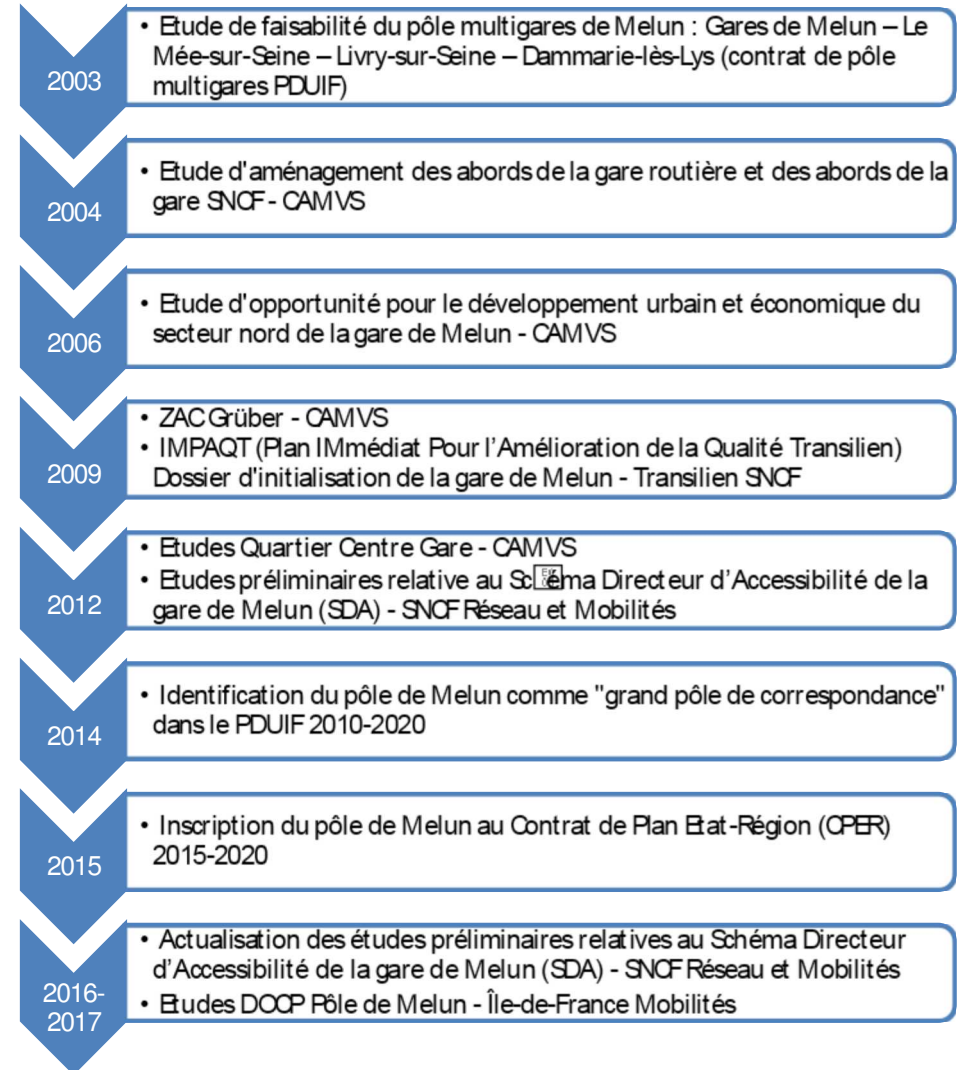 • Etude de faisabilité du pôle multigares de Melun : Gares de Melun – Le
Mée-sur-Seine – Livry-sur-Seine – Dammarie-lès-Lys (contrat de pôle
multigares PDUIF)
2003
• Etude d'aménagement des abords de la gare routière et des abords de la
gare SNCF - CAMVS
2004
• Etude d'opportunité pour le développement urbain et économique du
secteur nord de la gare de Melun - CAMVS
2006
• ZAC Grüber - CAMVS
• IMPAQT (Plan IMmédiat Pour l’Amélioration de la Qualité Transilien)
Dossier d'initialisation de la gare de Melun - Transilien SNCF
2009
• Etudes Quartier Centre Gare - CAMVS
• Etudes préliminaires relative au Schéma Directeur d’Accessibilité de la
gare de Melun (SDA) - SNCF Réseau et Mobilités
2012
• Identification du pôle de Melun comme "grand pôle de correspondance"
dans le PDUIF 2010-2020
2014
• Inscription du pôle de Melun au Contrat de Plan Etat-Région (CPER)
2015-2020
2015
• Actualisation des études préliminaires relatives au Schéma Directeur
d’Accessibilité de la gare de Melun (SDA) - SNCF Réseau et Mobilités
• Etudes DOCP Pôle de Melun - Île-de-France Mobilités
2016-
2017